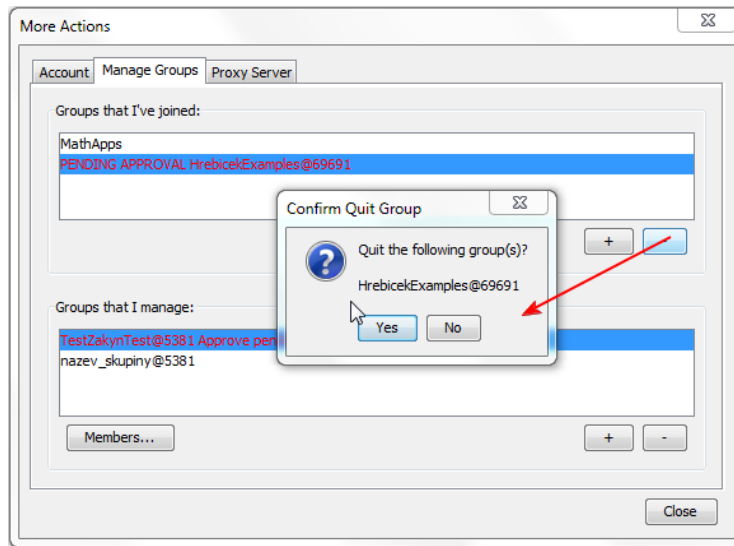 More Actions
Account Manage Groups Proxy Server
Groups that I've joined:
MathApps
PENDING APPROVAL HrebicekExamples@69691
+ -
Confirm Quit Group
Quit the following group(s)?
HrebicekExamples@69691
Yes No
Groups that I manage:
TestZakynTest@5381 Approve pen
nazev_skupiny@5381
Members... + -
Close